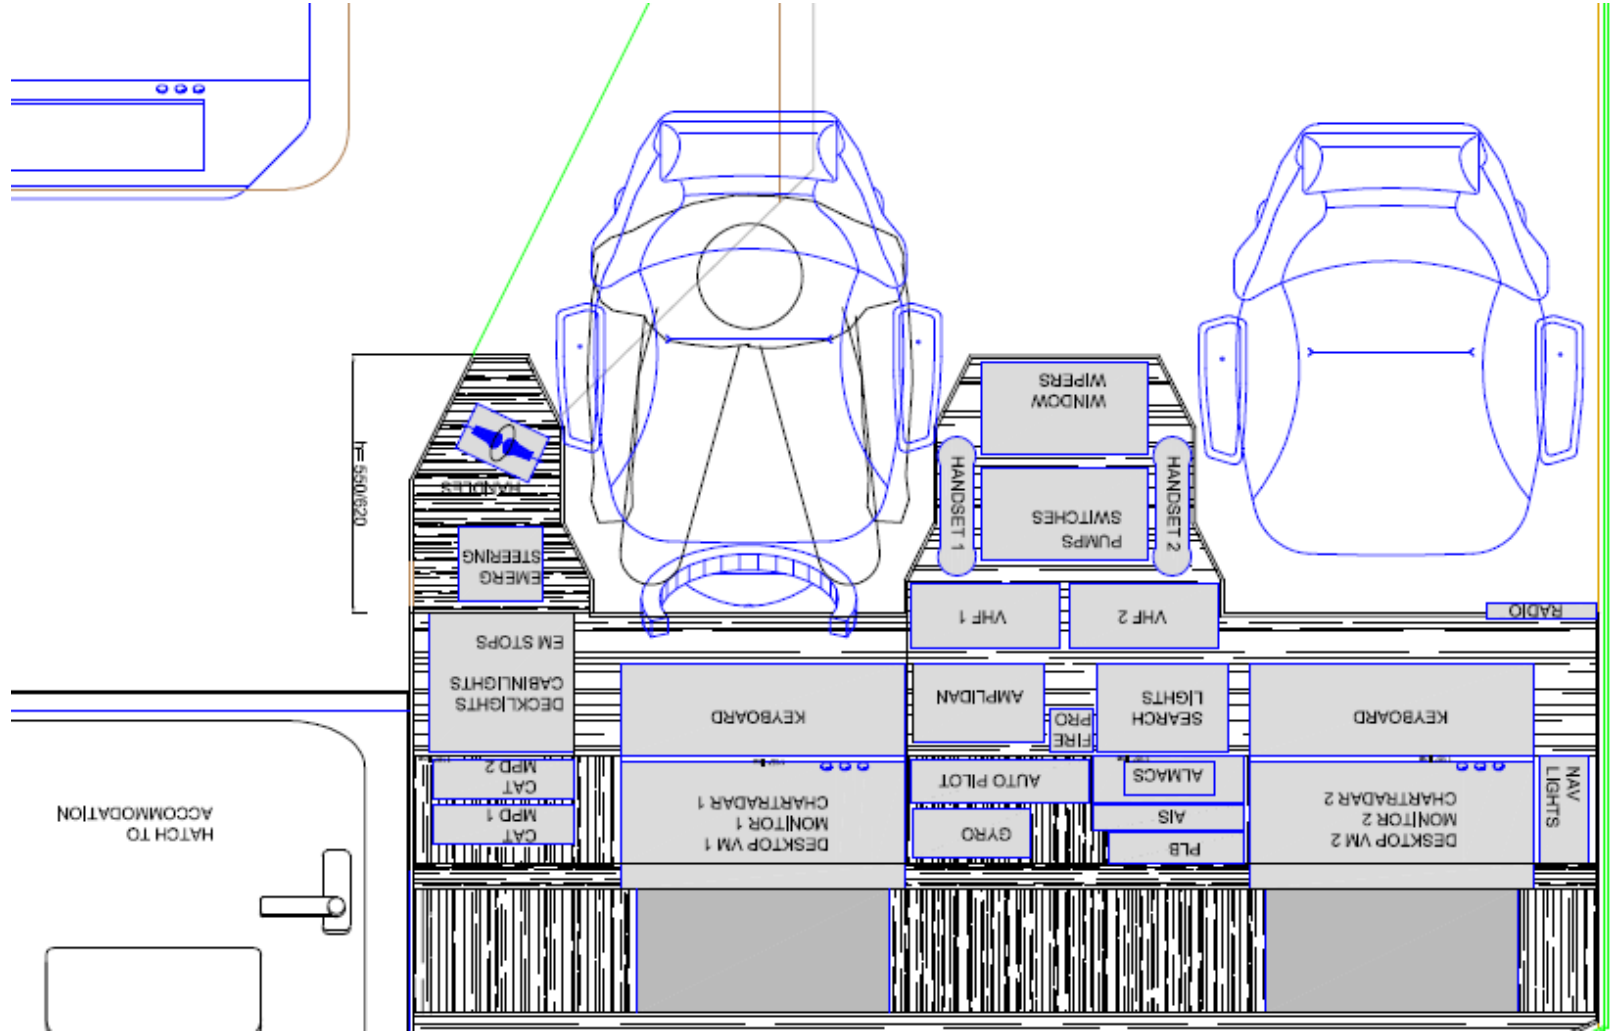 WINDOW
WIPERS
HANDSET 1
HANDSET 2
PUMPS
SWITCHES
h= 550/620
HANDLES
EMERG
STEERING
VHF 1
VHF 2
RADIO
DECKLIGHTS
CABINLIGHTS
EM STOPS
KEYBOARD
AMPLIDAN
FIRE
PRO
SEARCH
LIGHTS
KEYBOARD
CAT
MPD 2
CAT
MPD 1
DESKTOP VM 1
MONITOR 1
CHARTRADAR 1
AUTO PILOT
GYRO
ALMACS
AIS
PLB
DESKTOP VM 2
MONITOR 2
CHARTRADAR 2
NAV
LIGHTS
HATCH TO
ACCOMMODATION